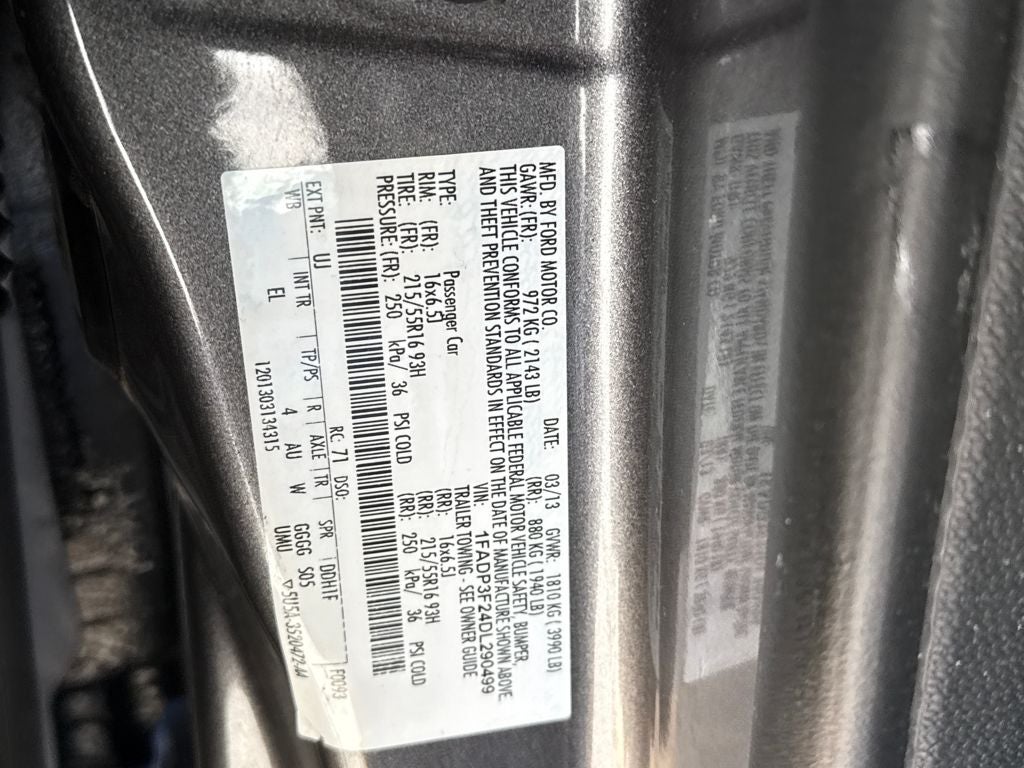 MFD. BY FORD MOTOR CO. DATE: 03/13 GVWR: 1810 KG ( 3990 LB)
GAWR: (FR): 972 KG ( 2143 LB) (RR): 880 KG ( 1940 LB)
THIS VEHICLE CONFORMS TO ALL APPLICABLE FEDERAL MOTOR VEHICLE SAFETY, BUMPER,
AND THEFT PREVENTION STANDARDS IN EFFECT ON THE DATE OF MANUFACTURE SHOWN ABOVE.
VIN: 1FADP3F24DL290499
TYPE: Passenger Car TRAILER TOWING - SEE OWNER GUIDE
RIM: (FR): 16x6.5J (RR): 16x6.5J
TIRE: (FR): 215/55R16 93H (RR): 215/55R16 93H
PRESSURE: (FR): 250 kPa/ 36 PSI COLD (RR): 250 kPa/ 36 PSI COLD
F0093
RC: 71 DSO:
EXT PNT: UJ INT TR TP/PS R AXLE TR SPR DDHIF
YB 4 AU W GGGG S05
EL UMU
1201303134315